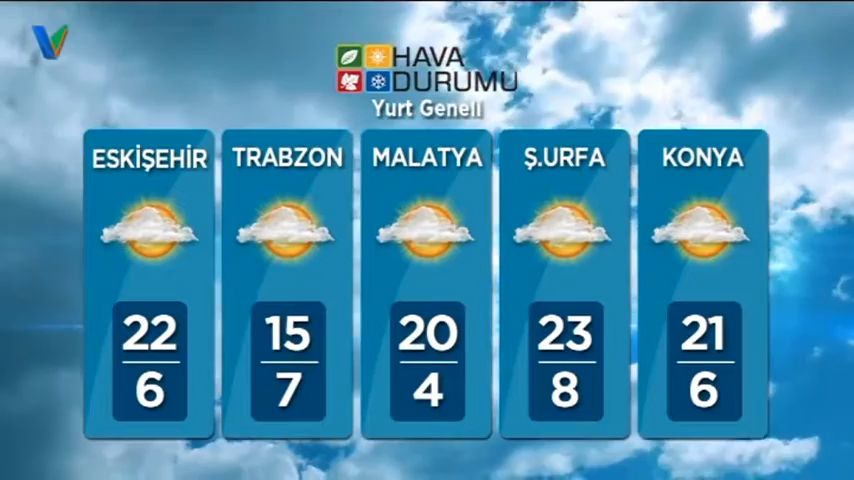 HAVA
DURUMU
Yurt Geneli
ESKİŞEHİR
22
6
TRABZON
15
7
MALATYA
20
4
Ş.URFA
23
8
KONYA
21
6